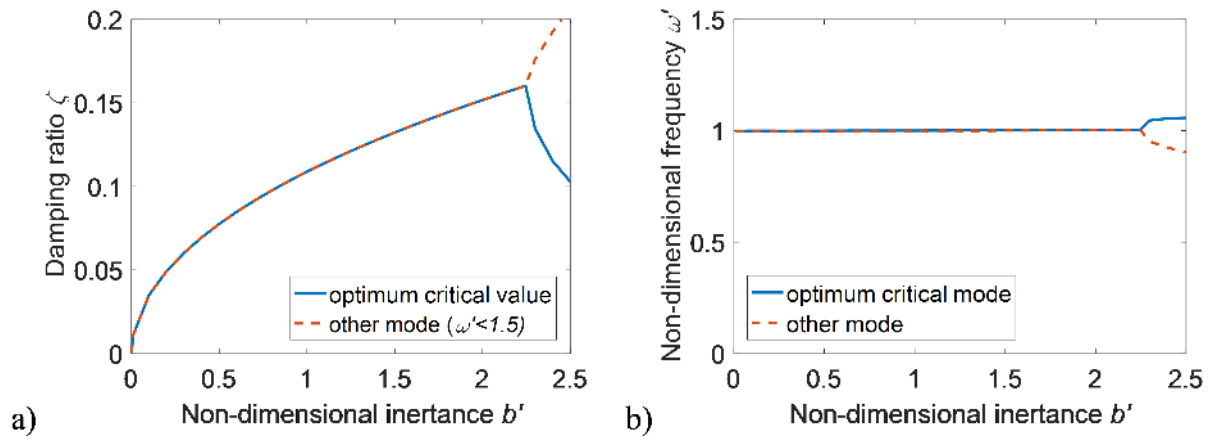 Damping ratio ζ
0.2
0.15
0.1
0.05
0
optimum critical value
other mode (ω'<1.5)
0
0.5
1
1.5
2
2.5
Non-dimensional inertance b'
a)
Non-dimensional frequency ω'
1.5
1
0.5
0
optimum critical mode
other mode
0
0.5
1
1.5
2
2.5
Non-dimensional inertance b'
b)